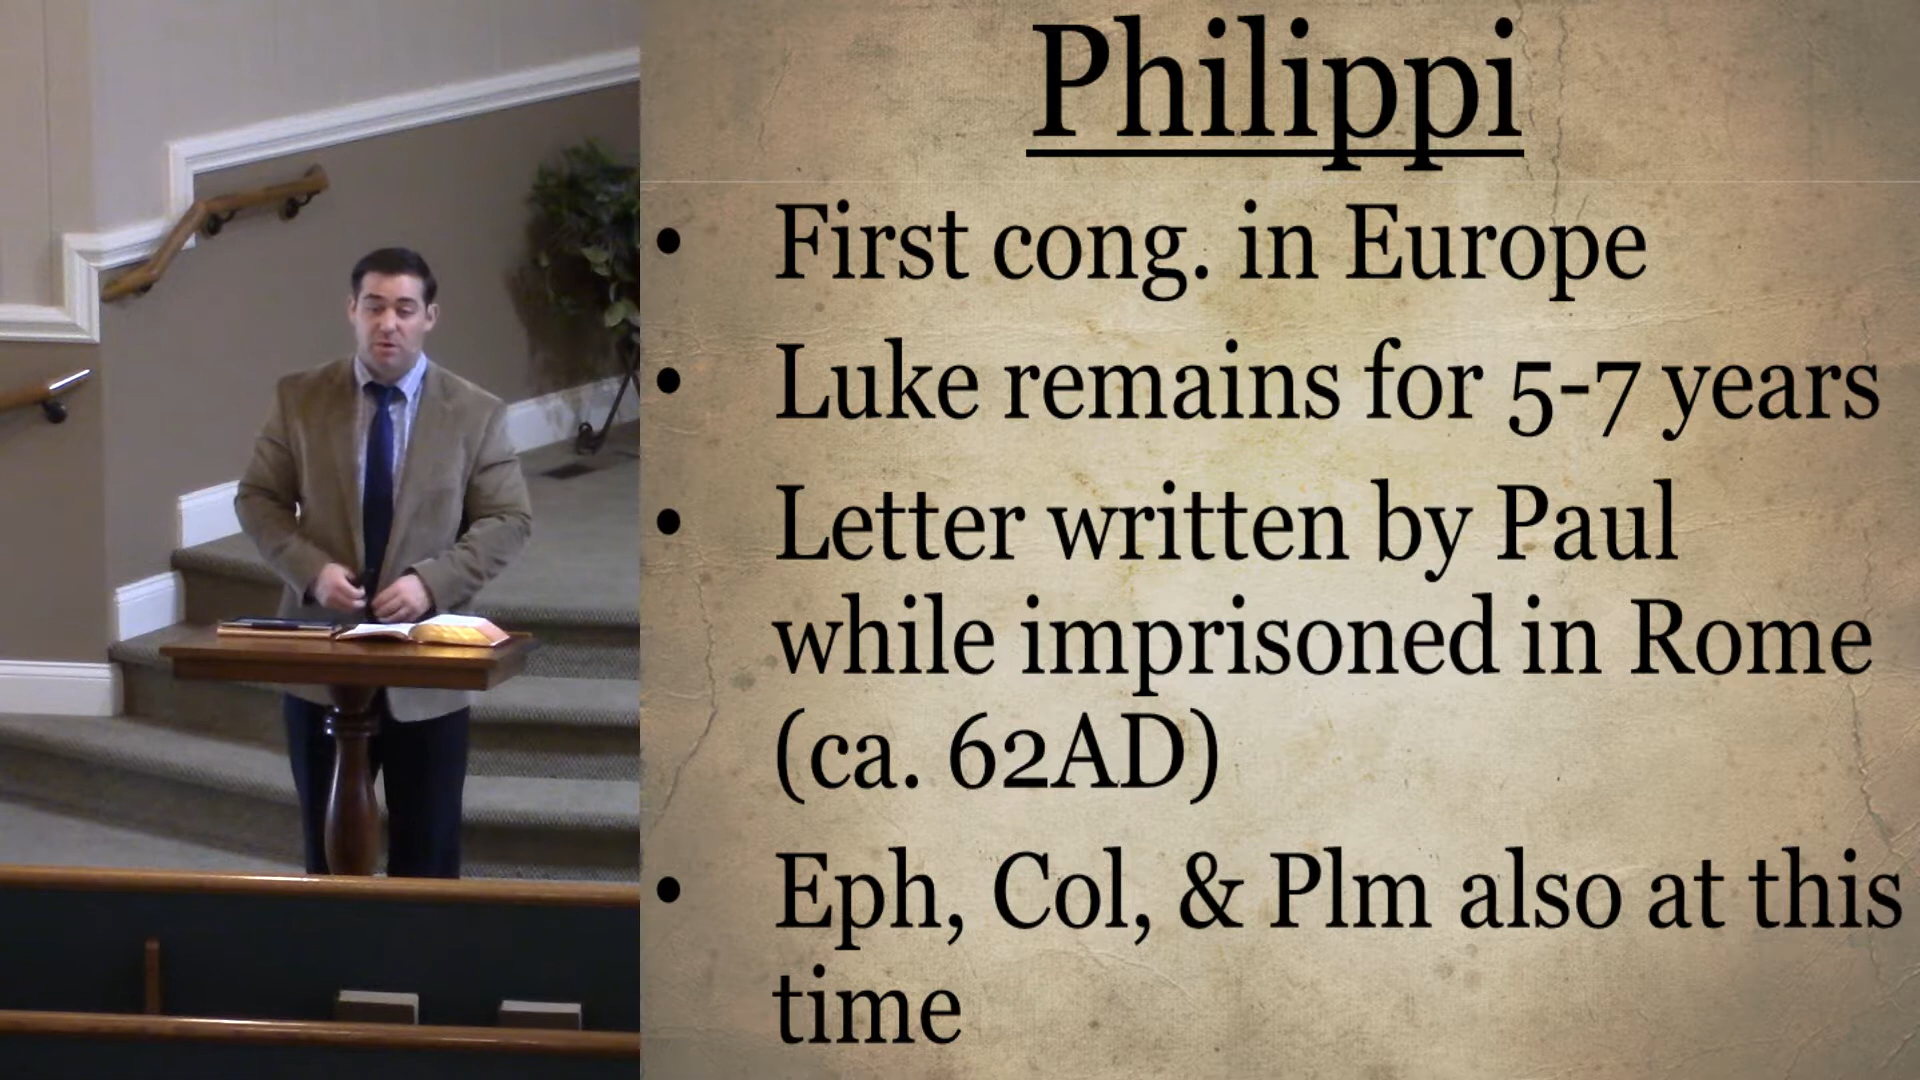 Philippi
• First cong. in Europe
• Luke remains for 5-7 years
• Letter written by Paul
while imprisoned in Rome
(ca. 62AD)
• Eph, Col, & Plm also at this
time